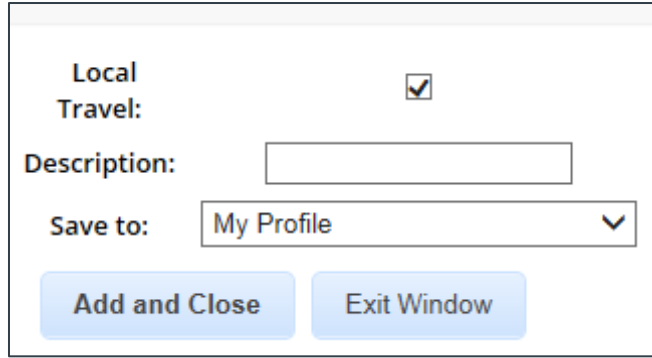 Local
Travel:
Description:
Save to: My Profile
Add and Close Exit Window